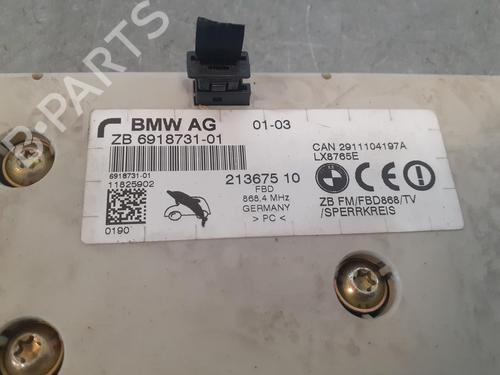 BMW AG 01-03
ZB 6918731-01
6918731-01
11825902
0190
213675 10
FBD
868,4 MHz
GERMANY
> PC <
CAN 2911104197A
LX8765E
ZB FM/FBD868/TV
/SPERRKREIS
B-PARTS